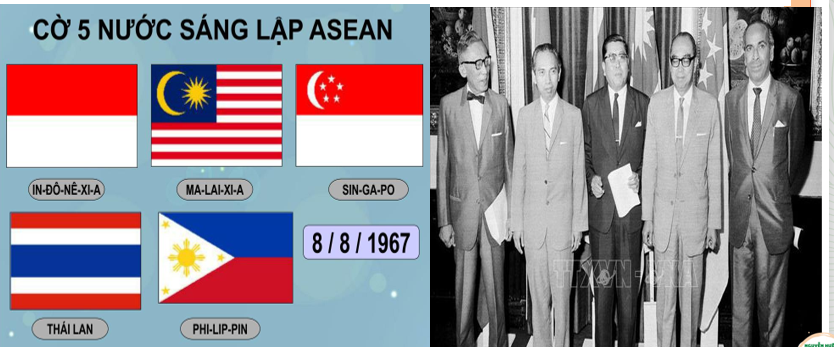 CỜ 5 NƯỚC SÁNG LẬP ASEAN
IN-ĐÔ-NÊ-XI-A
MA-LAI-XI-A
SIN-GA-PO
THÁI LAN
PHI-LIP-PIN
8 / 8 / 1967